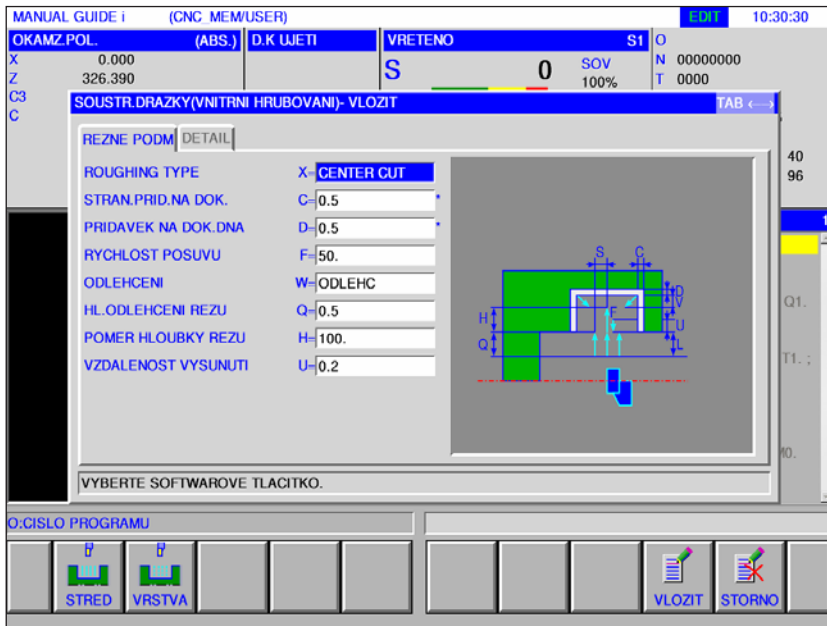 MANUAL GUIDE i (CNC_MEM/USER) EDIT 10:30:30
OKAMZ.POL. (ABS.) D.K UJETI VRETENO S1 O
X 0.000 S 0 SOV N 00000000
Z 326.390 100% T 0000
C3
C
SOUSTR.DRAZKY(VNITRNI HRUBOVANI)- VLOZIT TAB
REZNE PODM DETAIL
ROUGHING TYPE X=CENTER CUT
STRAN.PRID.NA DOK. C=0.5 *
PRIDAVEK NA DOK.DNA D=0.5 *
RYCHLOST POSUVU F=50.
ODLEHCENI W=ODLEHC
HL.ODLEHCENI REZU Q=0.5
POMER HLOUBKY REZU H=100.
VZDALENOST VYSUNUTI U=0.2
S C
D
V
H F U
Q L
40
96
1
Q1.
T1. ;
M0.
VYBERTE SOFTWAROVE TLACITKO.
O:CISLO PROGRAMU
STRED VRSTVA VLOZIT STORNO